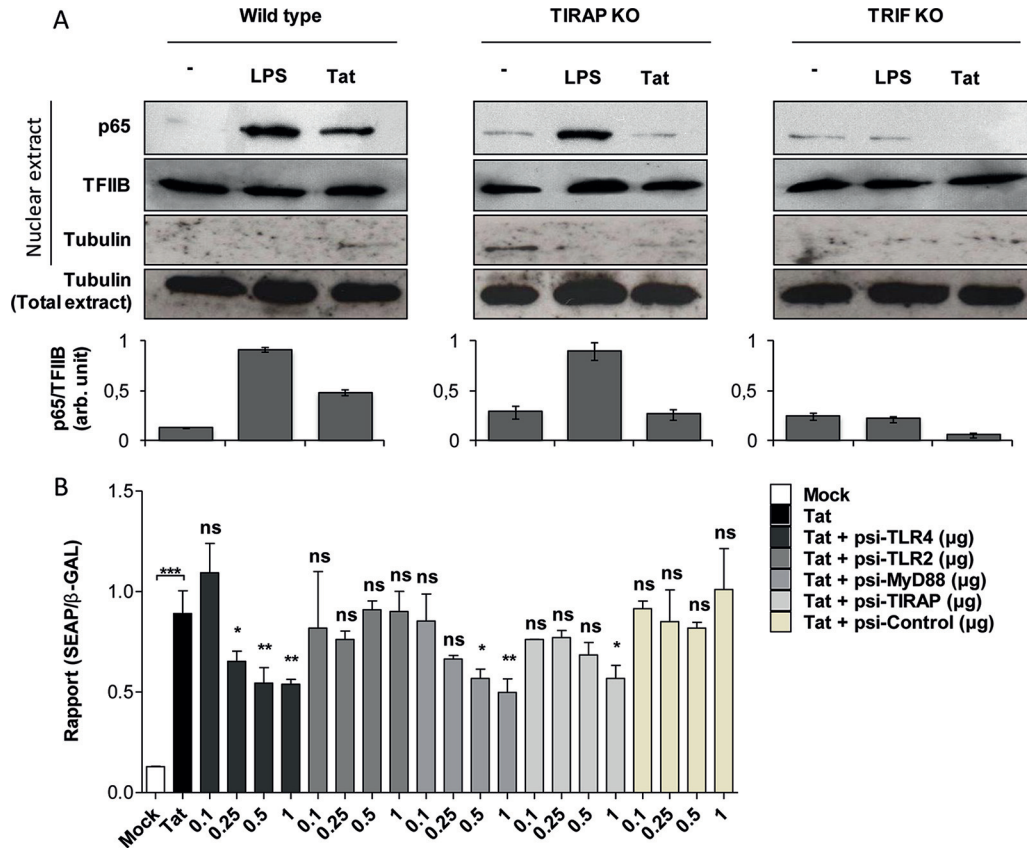 A
Wild type TIRAP KO TRIF KO
- LPS Tat - LPS Tat - LPS Tat
Nuclear extract
p65
TFIIB
Tubulin
Tubulin
(Total extract)
p65/TFIIB
(arb. unit)
1 1 1
0,5 0,5 0,5
0 0 0
B
Rapport (SEAP/β-GAL)
1.5
1.0
0.5
0.0
*** ns * ** ** ns ns ns ns ns ns * ** ns ns ns * ns ns ns ns
Mock Tat 0.1 0.25 0.5 1 0.1 0.25 0.5 1 0.1 0.25 0.5 1 0.1 0.25 0.5 1 0.1 0.25 0.5 1
Mock
Tat
Tat + psi-TLR4 (µg)
Tat + psi-TLR2 (µg)
Tat + psi-MyD88 (µg)
Tat + psi-TIRAP (µg)
Tat + psi-Control (µg)